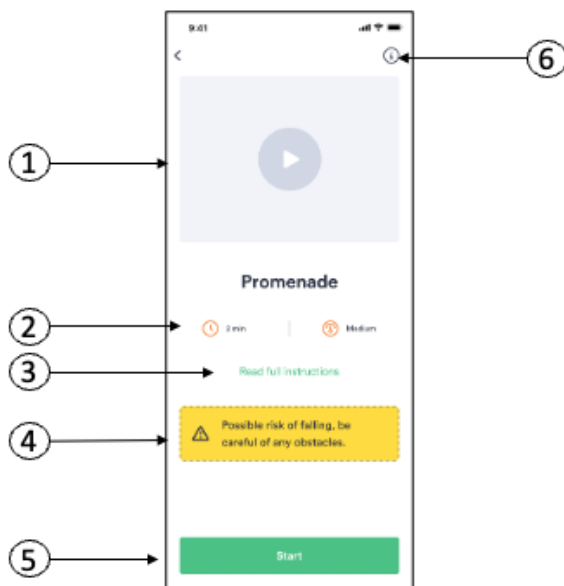 9:41
6
1
Promenade
2
2 min
Medium
3
Read full instructions
4
Possible risk of falling, be
careful of any obstacles.
5
Start